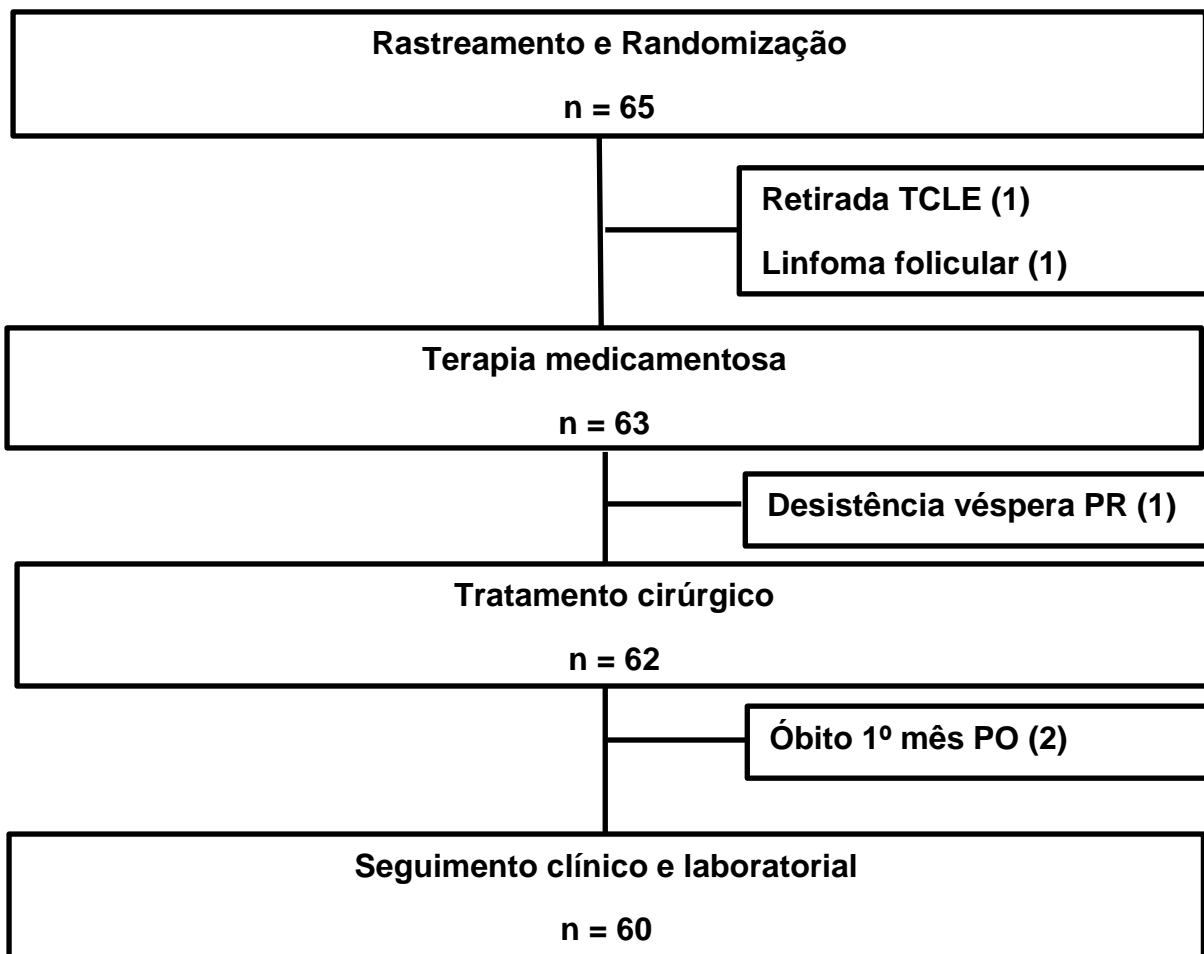 Rastreamento e Randomização
n = 65
Retirada TCLE (1)
Linfoma folicular (1)
Terapia medicamentosa
n = 63
Desistência véspera PR (1)
Tratamento cirúrgico
n = 62
Óbito 1º mês PO (2)
Seguimento clínico e laboratorial
n = 60